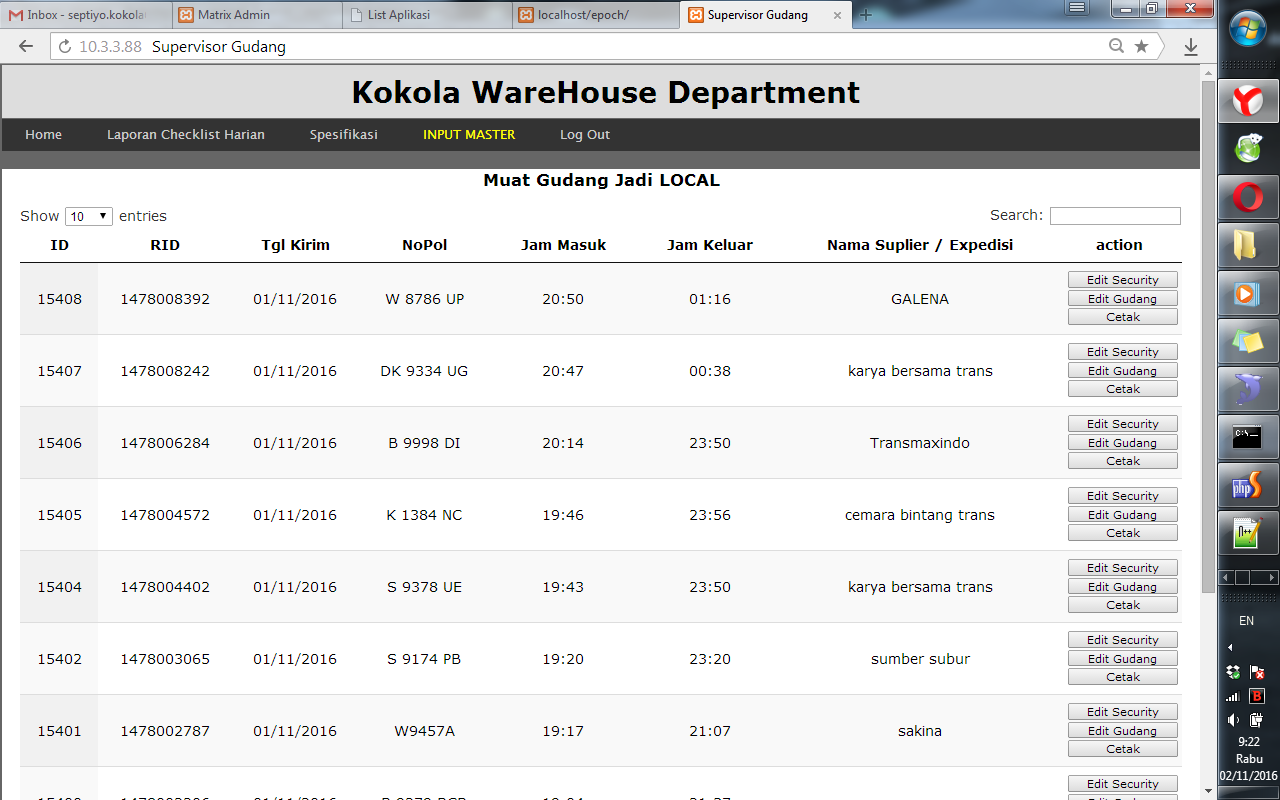 Inbox - septiyo.kokola
Matrix Admin
List Aplikasi
localhost/epoch/
Supervisor Gudang
10.3.3.88 Supervisor Gudang
Kokola WareHouse Department
Home Laporan Checklist Harian Spesifikasi INPUT MASTER Log Out
Muat Gudang Jadi LOCAL
Show 10 entries Search:
ID RID Tgl Kirim NoPol Jam Masuk Jam Keluar Nama Suplier / Expedisi action
15408 1478008392 01/11/2016 W 8786 UP 20:50 01:16 GALENA
Edit Security
Edit Gudang
Cetak
15407 1478008242 01/11/2016 DK 9334 UG 20:47 00:38 karya bersama trans
Edit Security
Edit Gudang
Cetak
15406 1478006284 01/11/2016 B 9998 DI 20:14 23:50 Transmaxindo
Edit Security
Edit Gudang
Cetak
15405 1478004572 01/11/2016 K 1384 NC 19:46 23:56 cemara bintang trans
Edit Security
Edit Gudang
Cetak
15404 1478004402 01/11/2016 S 9378 UE 19:43 23:50 karya bersama trans
Edit Security
Edit Gudang
Cetak
15402 1478003065 01/11/2016 S 9174 PB 19:20 23:20 sumber subur
Edit Security
Edit Gudang
Cetak
15401 1478002787 01/11/2016 W9457A 19:17 21:07 sakina
Edit Security
Edit Gudang
Cetak
Edit Security
EN
9:22
Rabu
02/11/2016